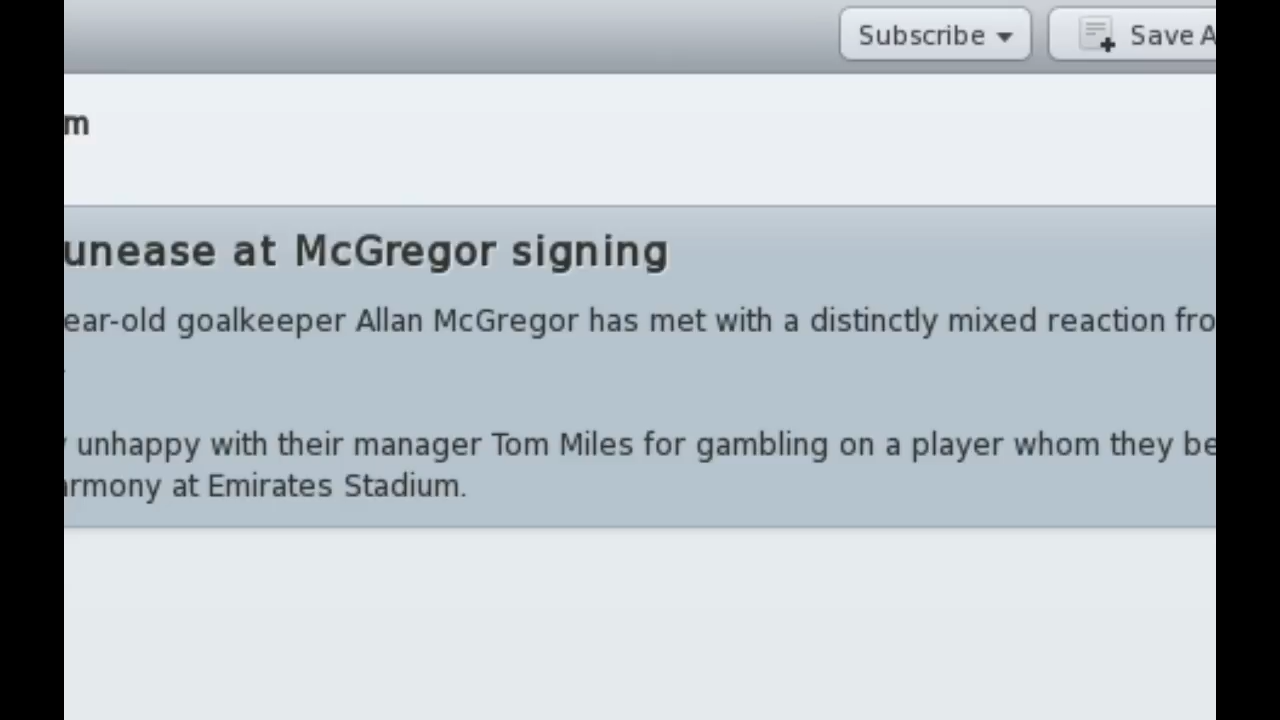 Subscribe
Save A
m
unease at McGregor signing
ear-old goalkeeper Allan McGregor has met with a distinctly mixed reaction fro
unhappy with their manager Tom Miles for gambling on a player whom they be
armony at Emirates Stadium.